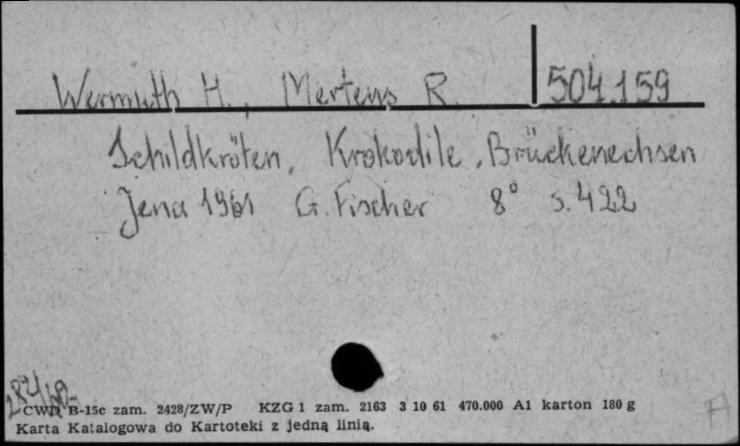 Wermuth H., Mertens R. 504.159
Schildkröten, Krokodile, Brückenechsen
Jena 1961 G. Fischer 8° s. 422
CWD B-15c zam. 2428/ZW/P KZG 1 zam. 2163 3 10 61 470.000 A1 karton 180 g
Karta Katalogowa do Kartoteki z jedną linią.